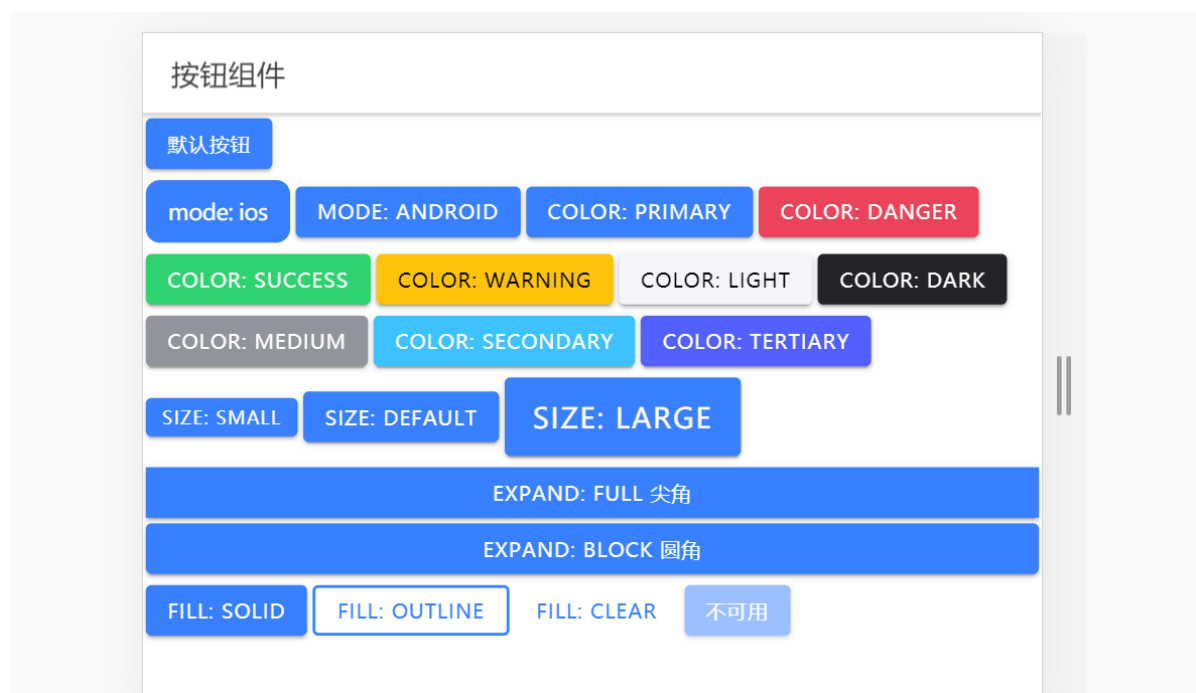 按钮组件
默认按钮
mode: ios MODE: ANDROID COLOR: PRIMARY COLOR: DANGER
COLOR: SUCCESS COLOR: WARNING COLOR: LIGHT COLOR: DARK
COLOR: MEDIUM COLOR: SECONDARY COLOR: TERTIARY
SIZE: SMALL SIZE: DEFAULT SIZE: LARGE
EXPAND: FULL 尖角
EXPAND: BLOCK 圆角
FILL: SOLID FILL: OUTLINE FILL: CLEAR 不可用